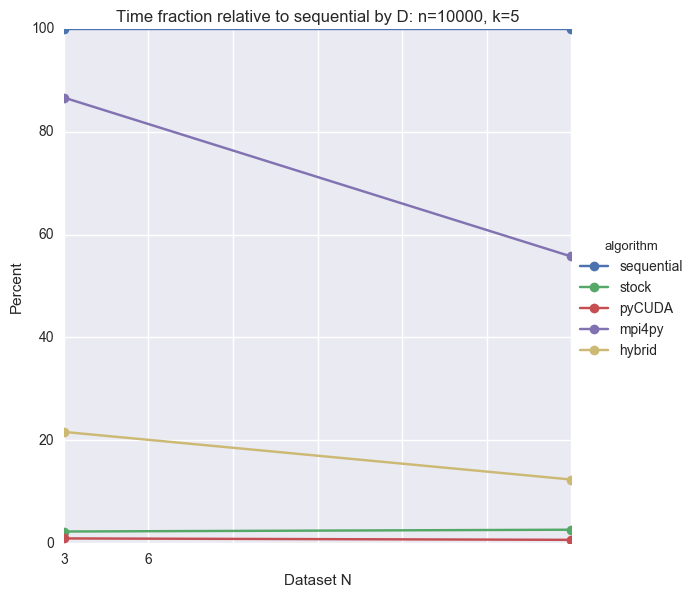 Time fraction relative to sequential by D: n=10000, k=5
100
80
60
40
20
0
Percent
3
6
Dataset N
algorithm
sequential
stock
pyCUDA
mpi4py
hybrid